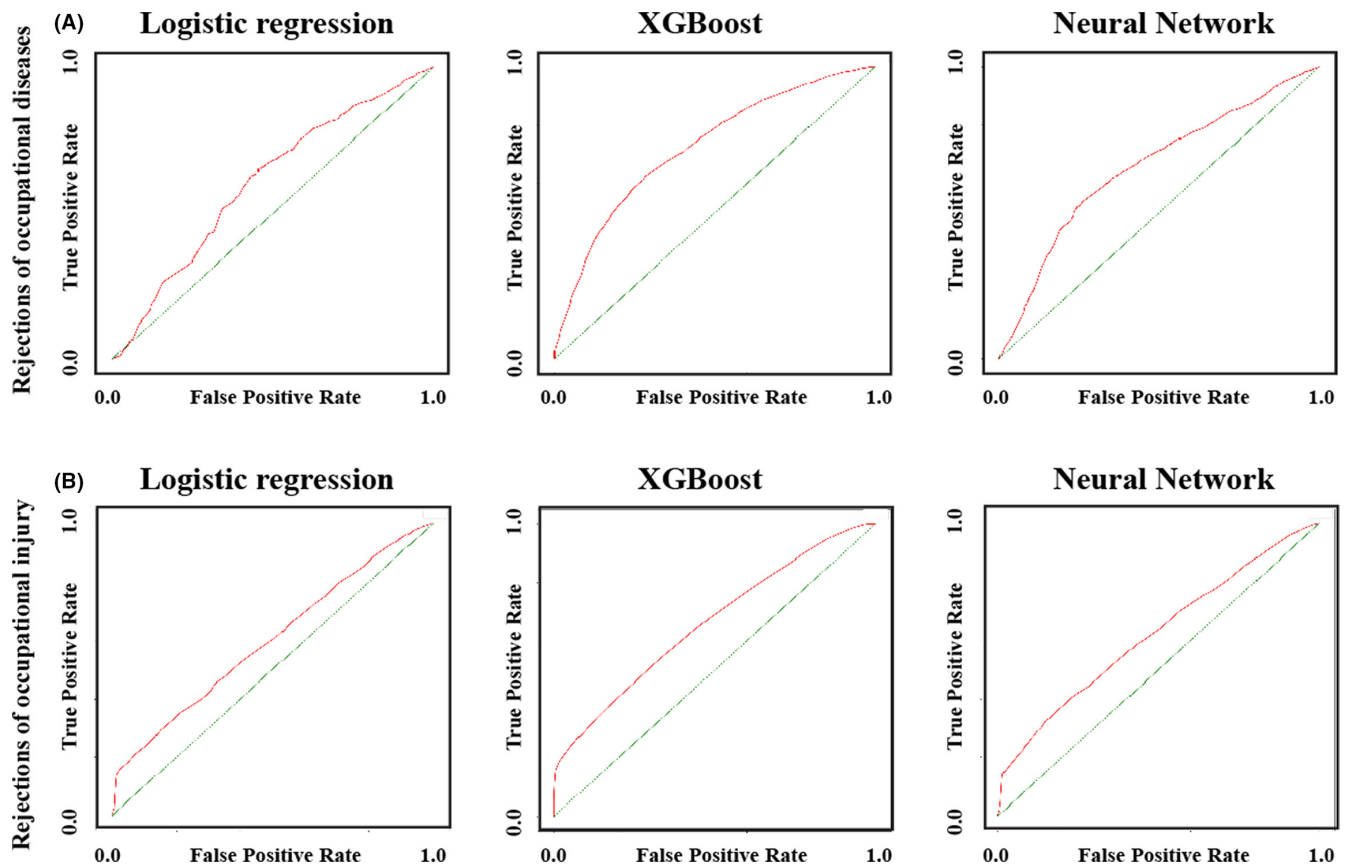 (A)
Logistic regression
XGBoost
Neural Network
Rejections of occupational diseases
True Positive Rate
1.0
0.0
0.0 False Positive Rate 1.0
True Positive Rate
1.0
0.0
0.0 False Positive Rate 1.0
True Positive Rate
1.0
0.0
0.0 False Positive Rate 1.0
(B)
Logistic regression
XGBoost
Neural Network
Rejections of occupational injury
True Positive Rate
1.0
0.0
0.0 False Positive Rate 1.0
True Positive Rate
1.0
0.0
0.0 False Positive Rate 1.0
True Positive Rate
1.0
0.0
0.0 False Positive Rate 1.0